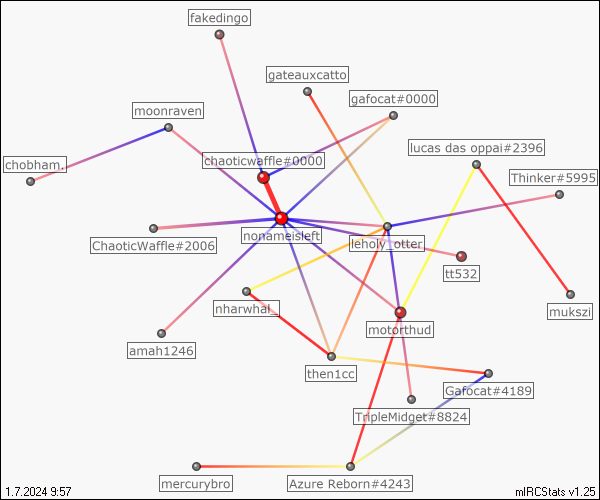 fakedingo
gateauxcatto
gafocat#0000
moonraven
lucas das oppai#2396
chobham.
chaoticwaffle#0000
Thinker#5995
nonameisleft
leholy_otter.
ChaoticWaffle#2006
tt532
nharwhal_
mukszi
motorthud
amah1246
then1cc
Gafocat#4189
TripleMidget#8824
mercurybro
Azure Reborn#4243
1.7.2024 9:57
mIRCStats v1.25